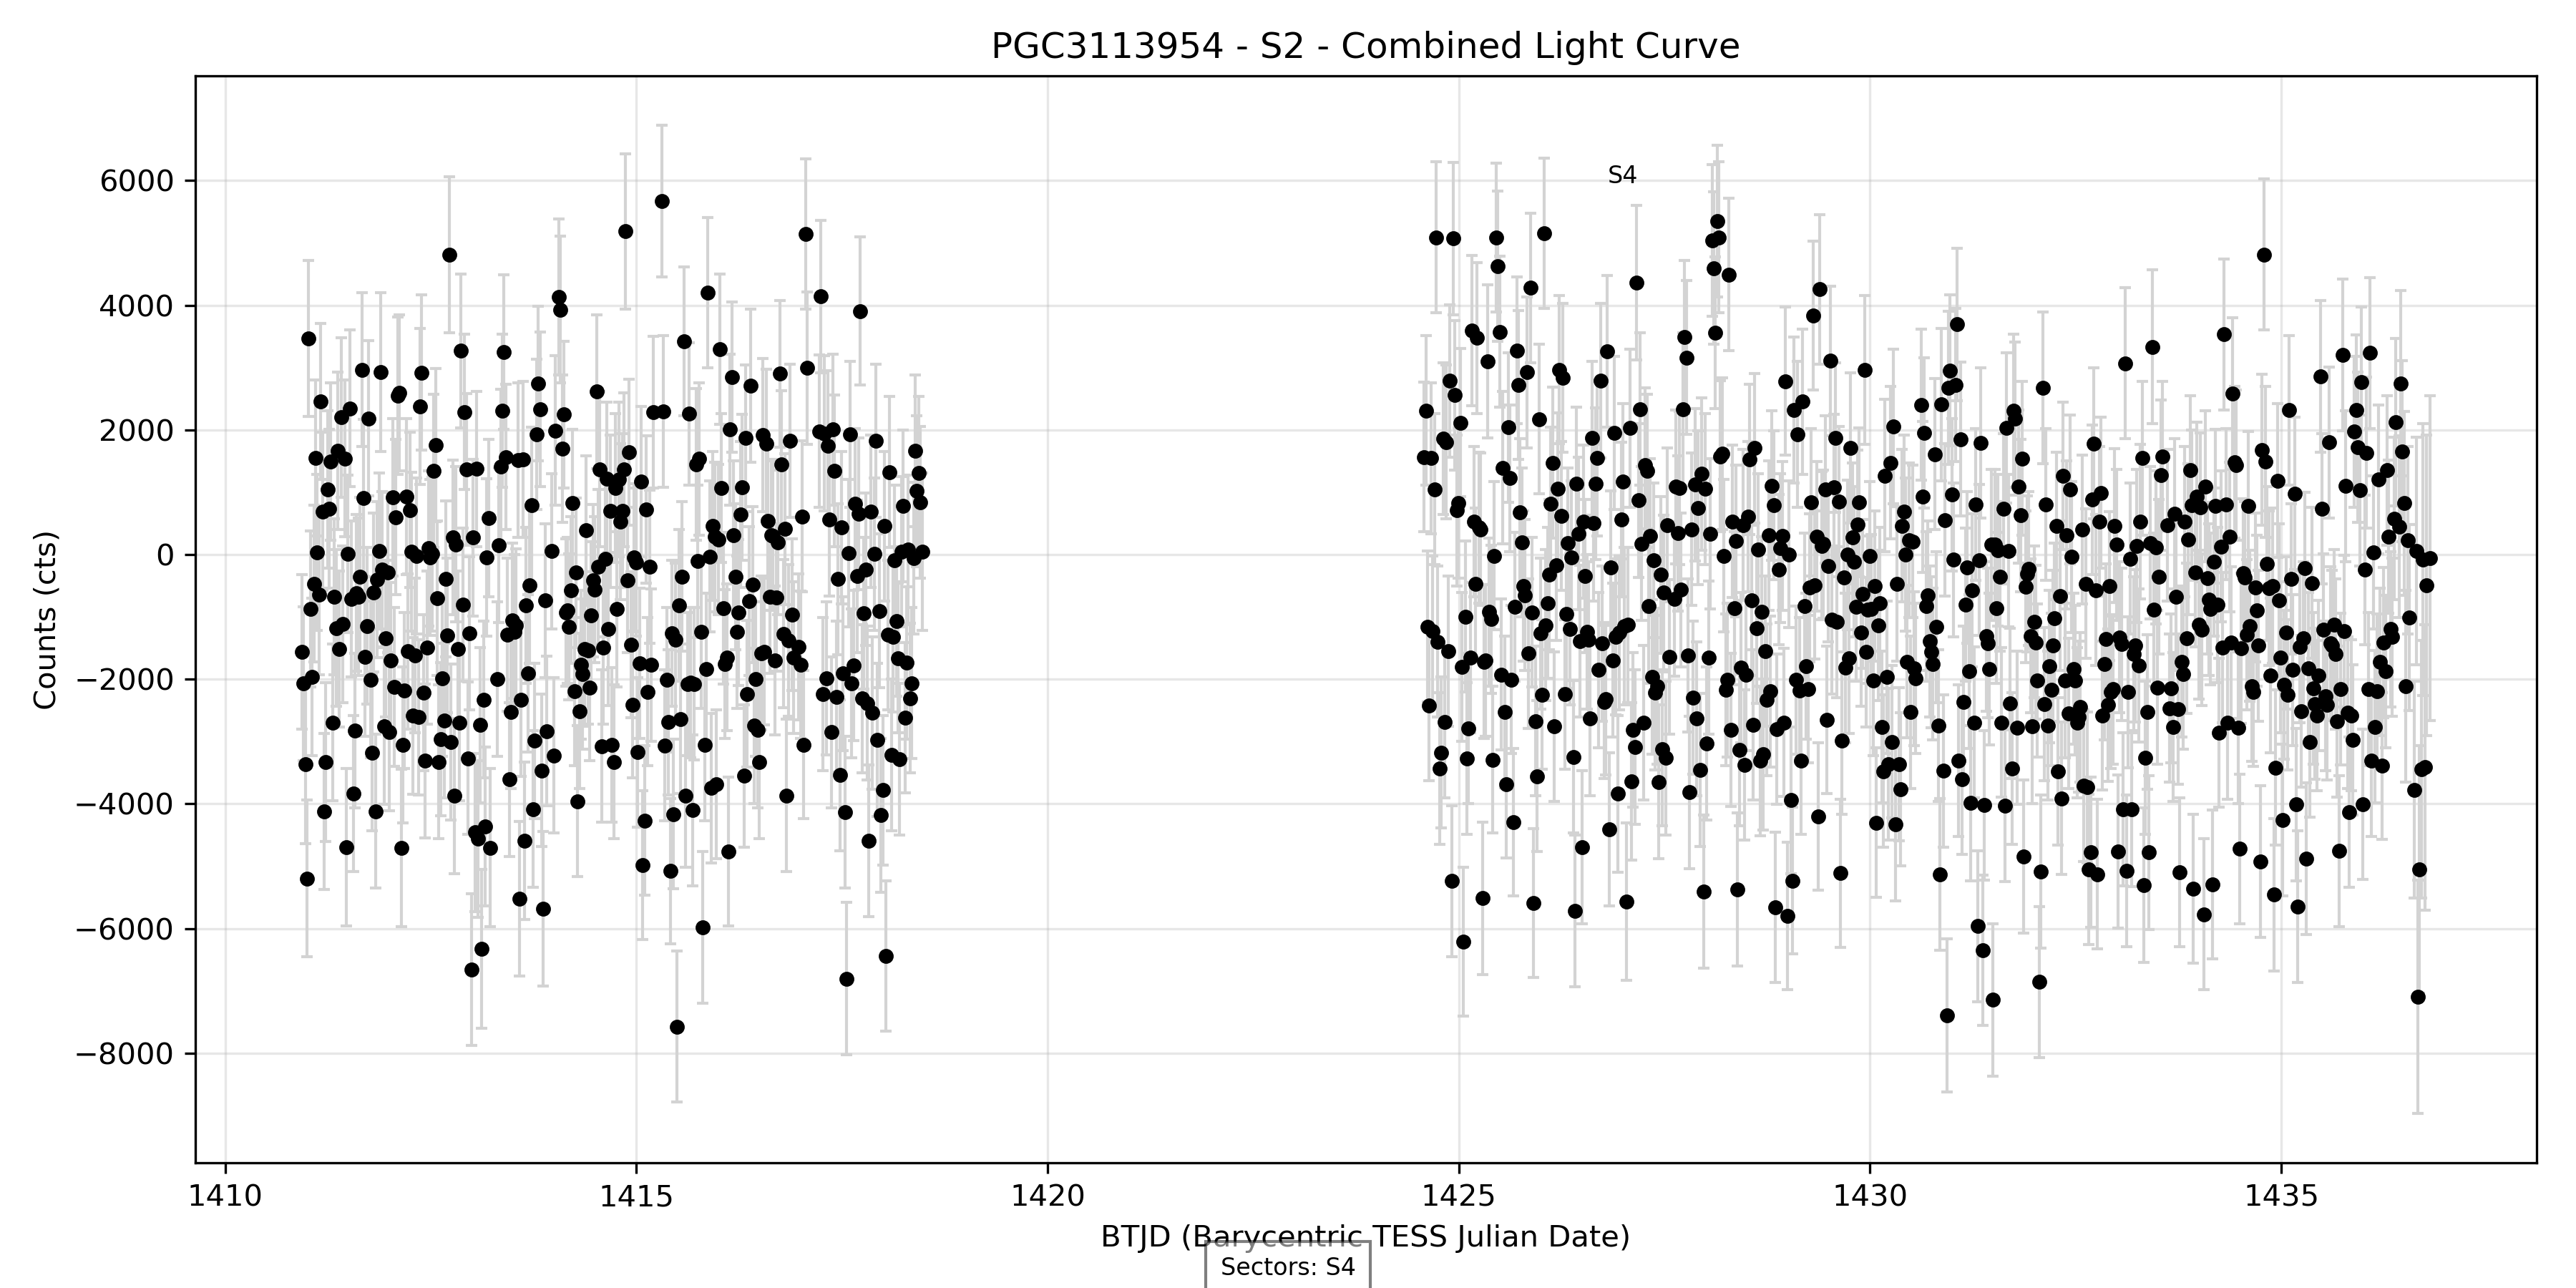 PGC3113954 - S2 - Combined Light Curve
6000
4000
2000
0
−2000
−4000
−6000
−8000
Counts (cts)
S4
1410
1415
1420
1425
1430
1435
BTJD (Barycentric TESS Julian Date)
Sectors: S4